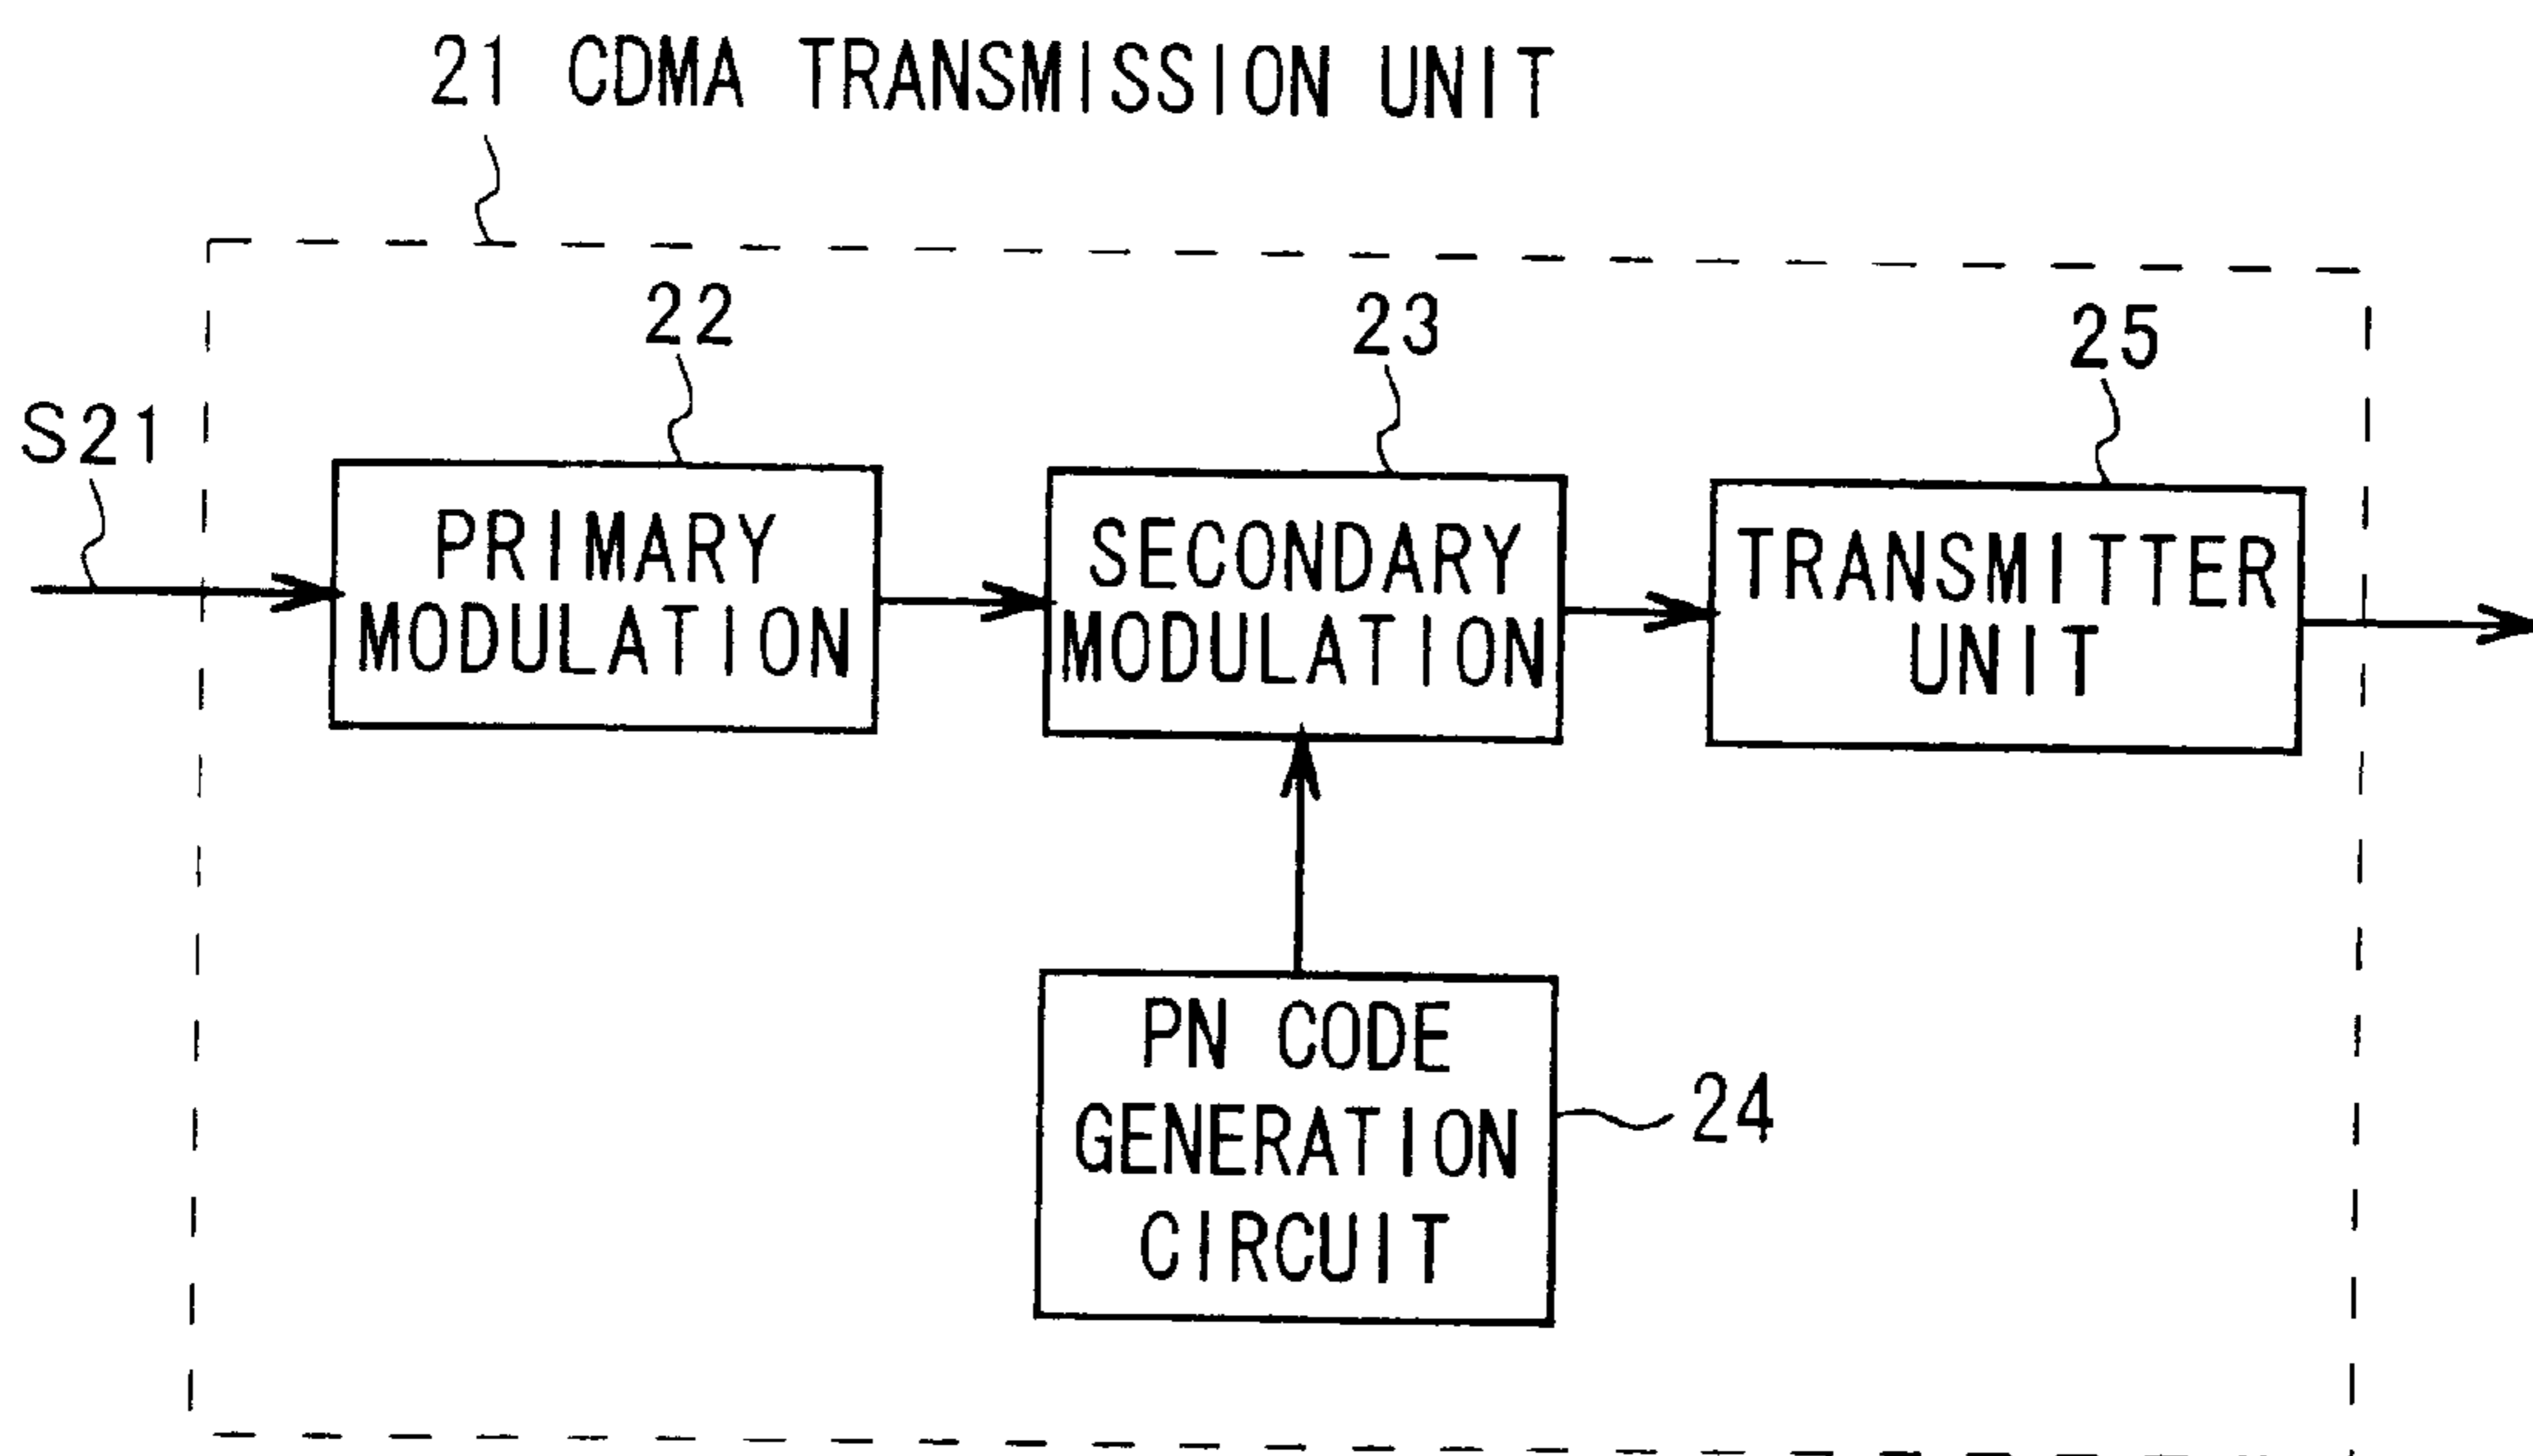 21 CDMA TRANSMISSION UNIT
22
23
25
S21
PRIMARY
MODULATION
SECONDARY
MODULATION
TRANSMITTER
UNIT
PN CODE
GENERATION
CIRCUIT
24